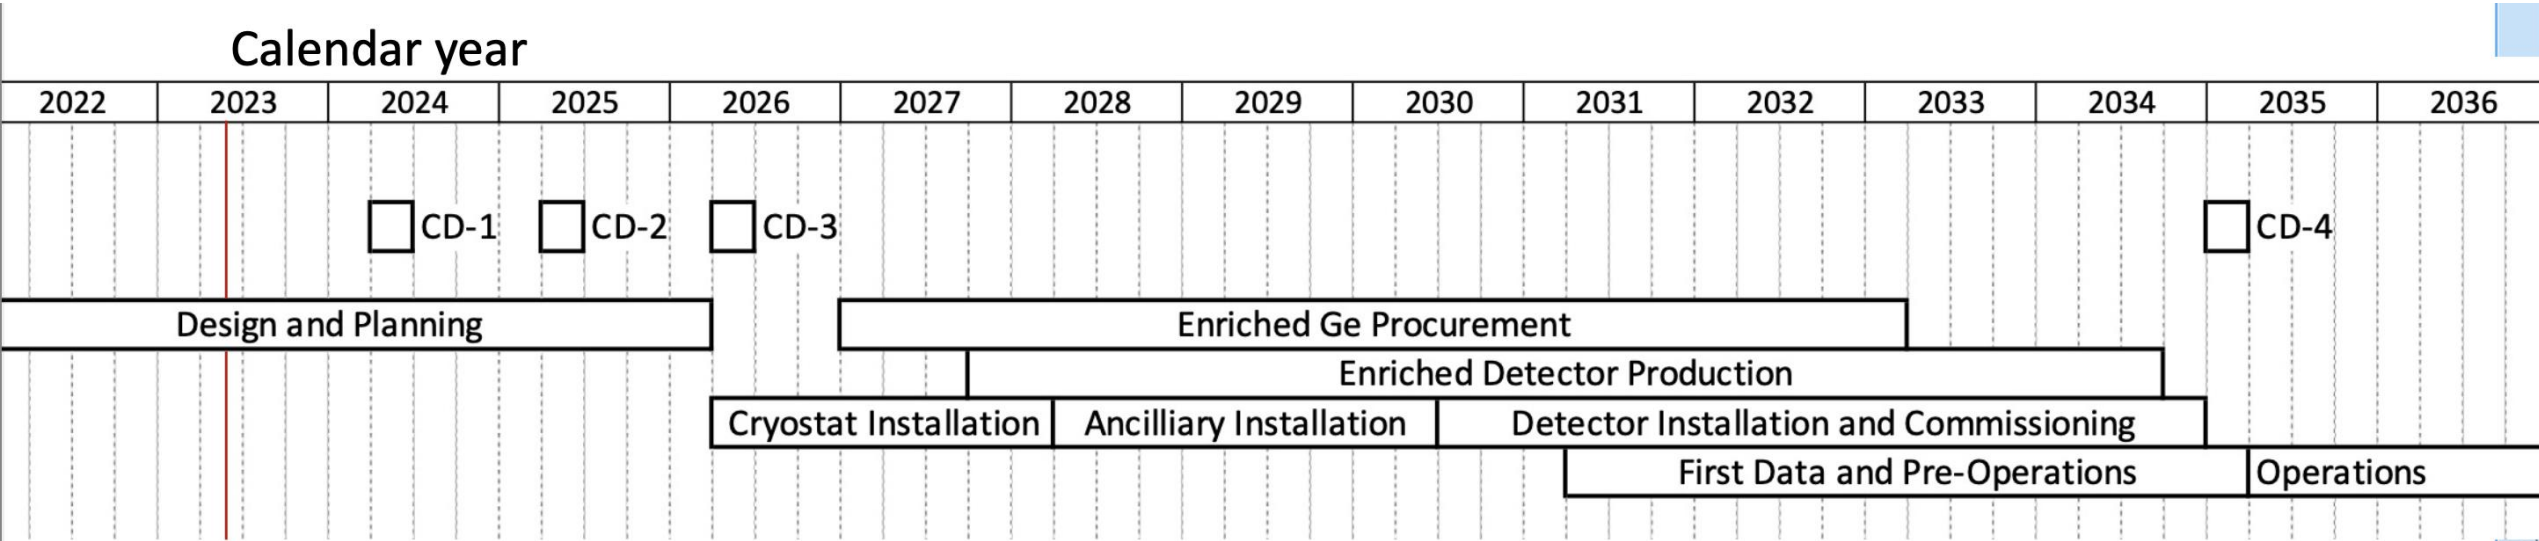 Calendar year
2022 2023 2024 2025 2026 2027 2028 2029 2030 2031 2032 2033 2034 2035 2036
CD-1 CD-2 CD-3 CD-4
Design and Planning Enriched Ge Procurement
Enriched Detector Production
Cryostat Installation Ancilliary Installation Detector Installation and Commissioning
First Data and Pre-Operations Operations